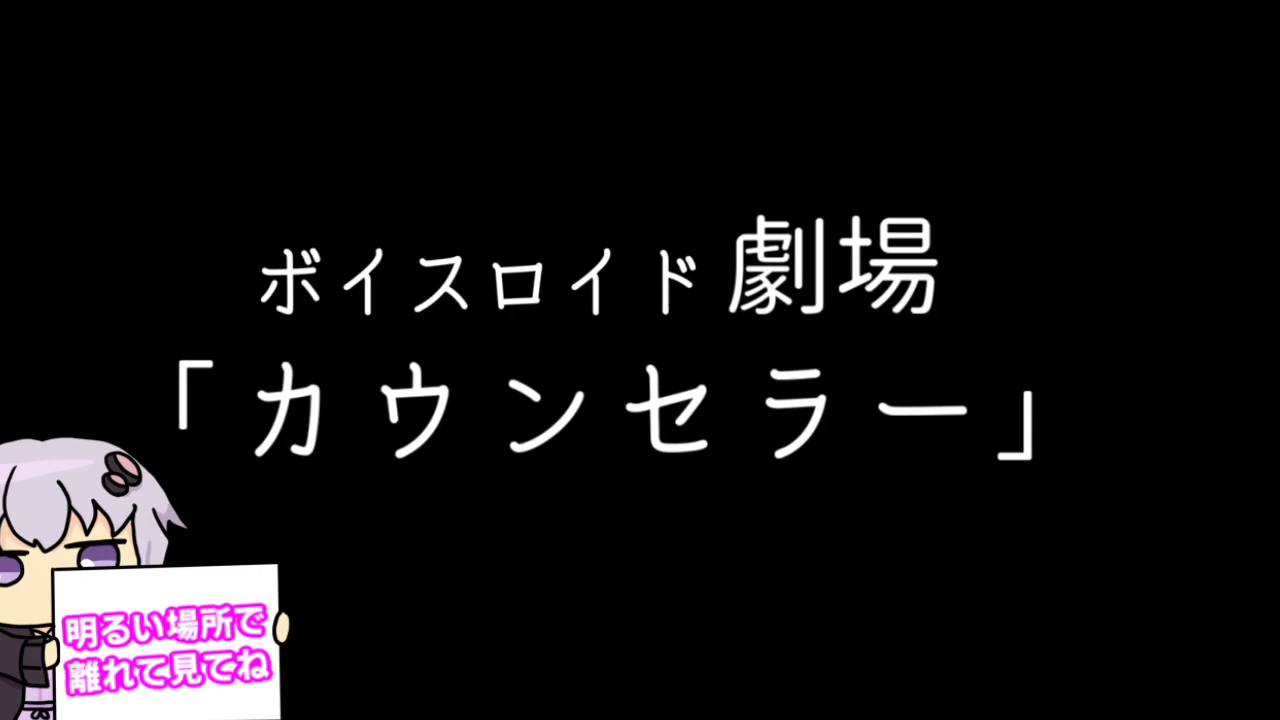 ボイスロイド劇場
「カウンセラー」
明るい場所で
離れて見てね